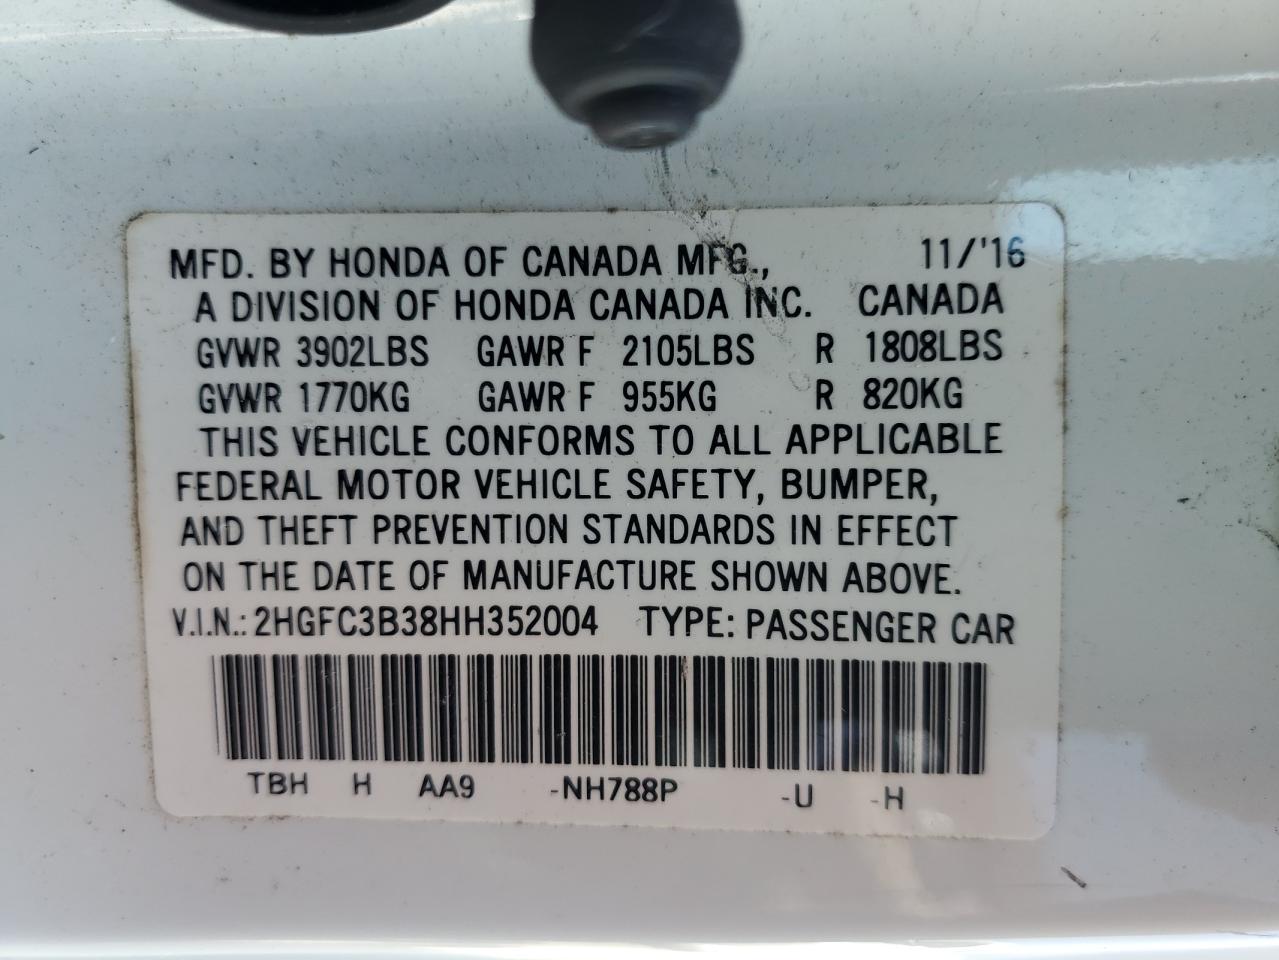 MFD. BY HONDA OF CANADA MFG., 11/'16
A DIVISION OF HONDA CANADA INC. CANADA
GVWR 3902LBS GAWR F 2105LBS R 1808LBS
GVWR 1770KG GAWR F 955KG R 820KG
THIS VEHICLE CONFORMS TO ALL APPLICABLE
FEDERAL MOTOR VEHICLE SAFETY, BUMPER,
AND THEFT PREVENTION STANDARDS IN EFFECT
ON THE DATE OF MANUFACTURE SHOWN ABOVE.
V.I.N.: 2HGFC3B38HH352004 TYPE: PASSENGER CAR
TBH H AA9 -NH788P -U -H